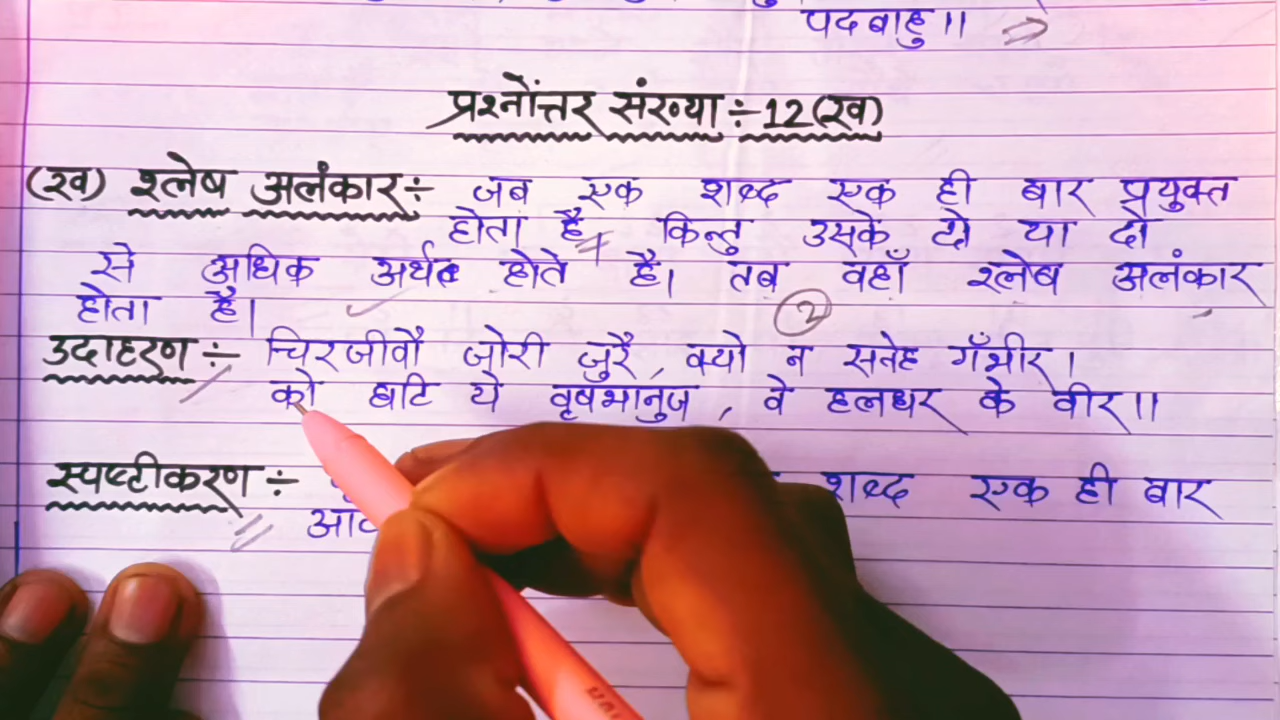 पदबाहु॥
प्रश्नोंत्तर संख्या÷12(ख)
(ख) श्लेष अलंकार÷ जब एक शब्द एक ही बार प्रयुक्त
होता है, किन्तु उसके दो या दो
से अधिक अर्थ होते है। तब वहाँ श्लेष अलंकार
होता है।
2
उदाहरण÷ चिरजीवौ जोरी जुरै, क्यो न सनेह गँभीर।
को घटि ये वृषभानुज, वे हलधर के वीर॥
स्पष्टीकरण÷ शब्द एक ही बार